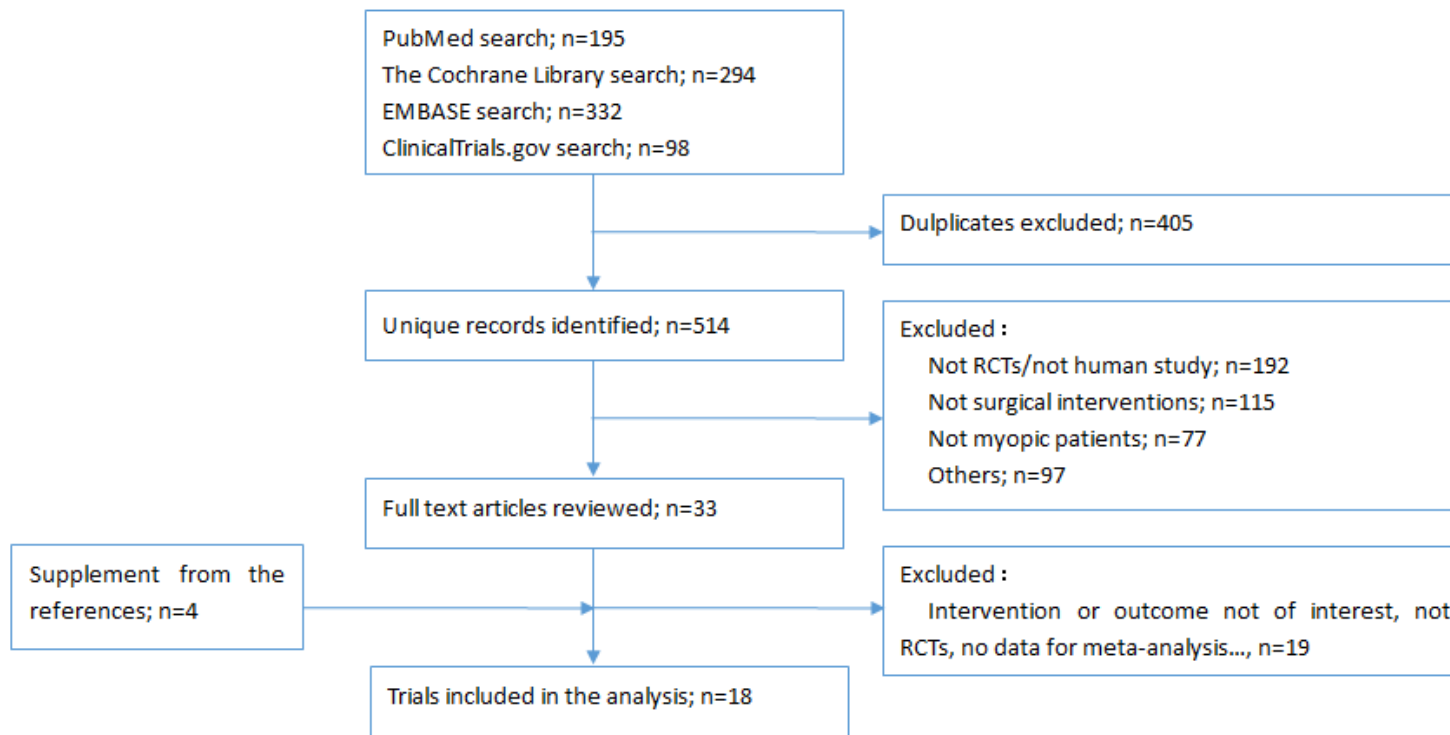 PubMed search; n=195
The Cochrane Library search; n=294
EMBASE search; n=332
ClinicalTrials.gov search; n=98
Dulplicates excluded; n=405
Unique records identified; n=514
Excluded：
Not RCTs/not human study; n=192
Not surgical interventions; n=115
Not myopic patients; n=77
Others; n=97
Full text articles reviewed; n=33
Supplement from the
references; n=4
Excluded：
Intervention or outcome not of interest, not
RCTs, no data for meta-analysis…, n=19
Trials included in the analysis; n=18